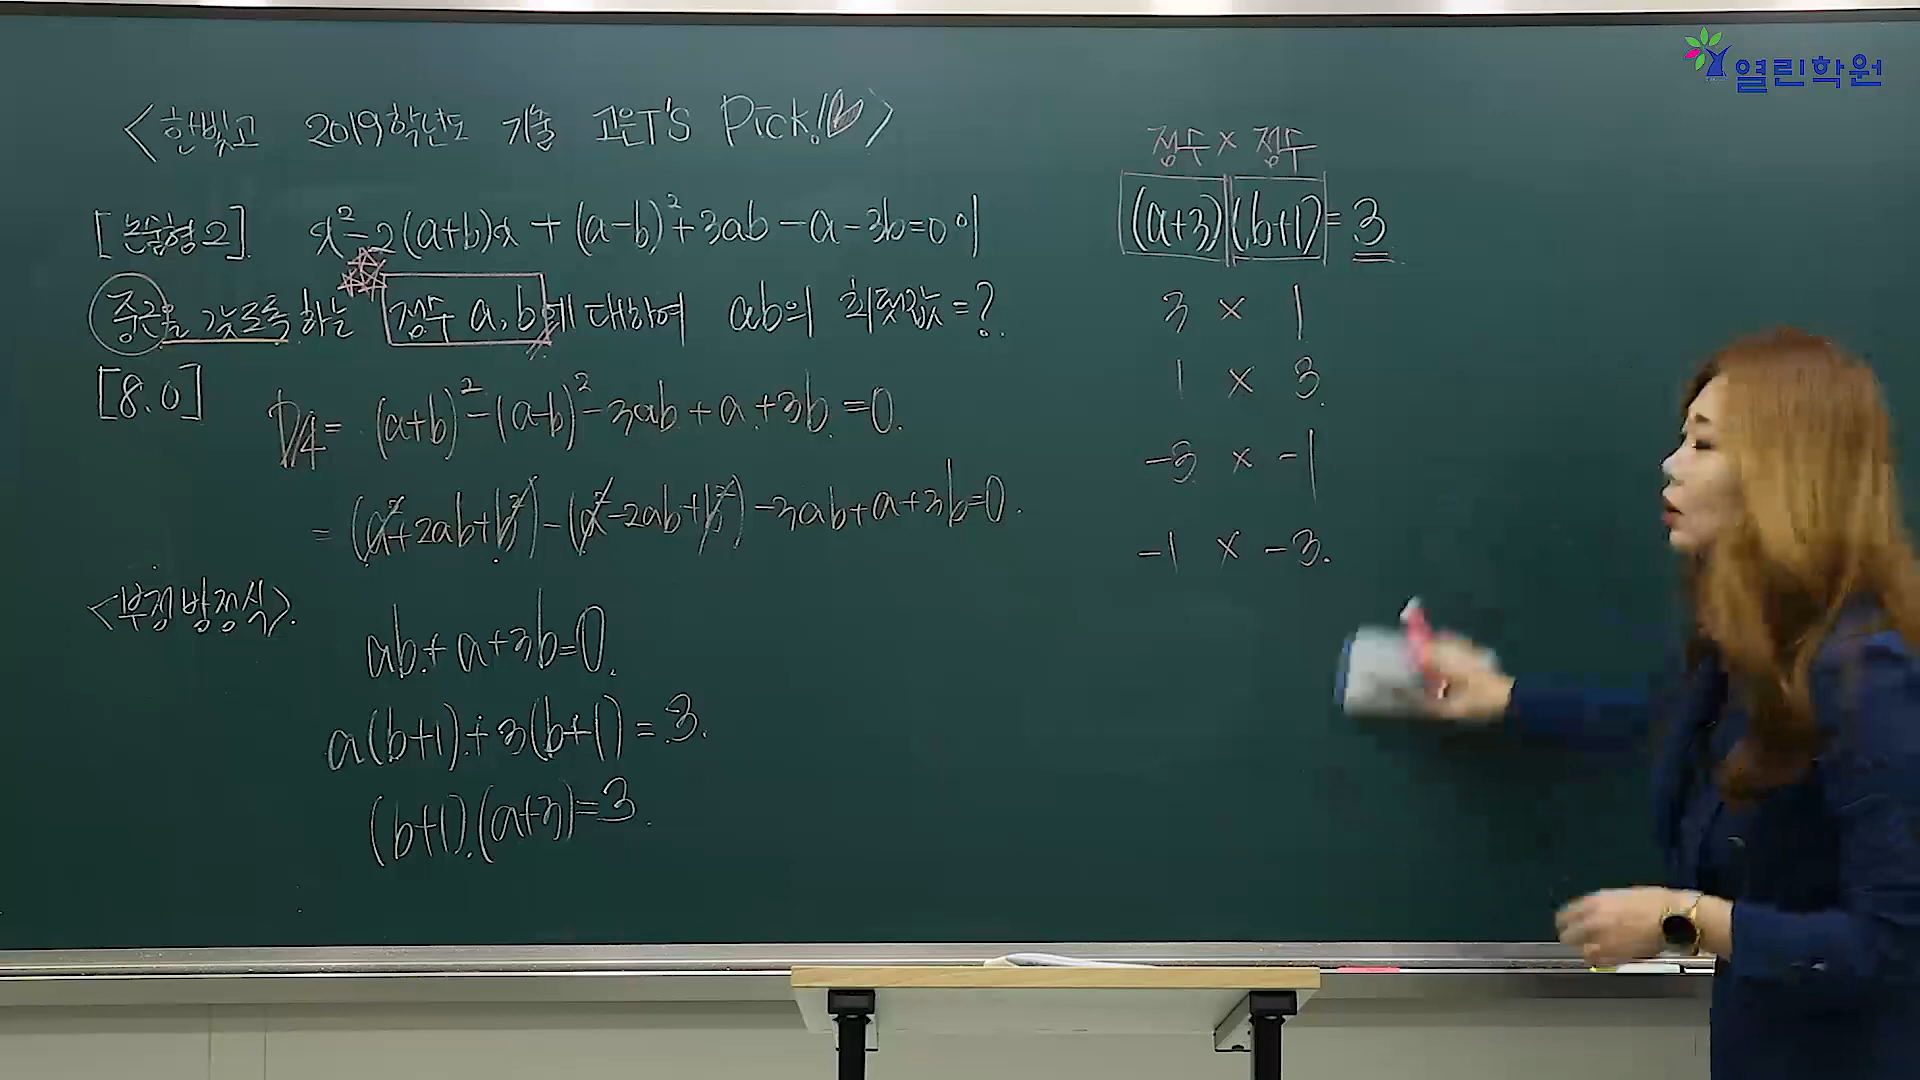 <한빛고 2019학년도 기출 고은T'S Pick!♡>
[논술형2] x²-2(a+b)x+(a-b)²+3ab-a-3b=0이
중근을 갖도록 하는 정수 a,b에 대하여 ab의 최댓값=?
[8.0]
D/4= (a+b)²-(a-b)²-3ab+a+3b=0.
= (a²+2ab+b²)-(a²-2ab+b²)-3ab+a+3b=0.
<부정방정식>.
ab+a+3b=0.
a(b+1)+3(b+1)=3.
(b+1)(a+3)=3.
정수×정수
(a+3)(b+1)=3
3 × 1
1 × 3.
-3 × -1
-1 × -3.
열린학원